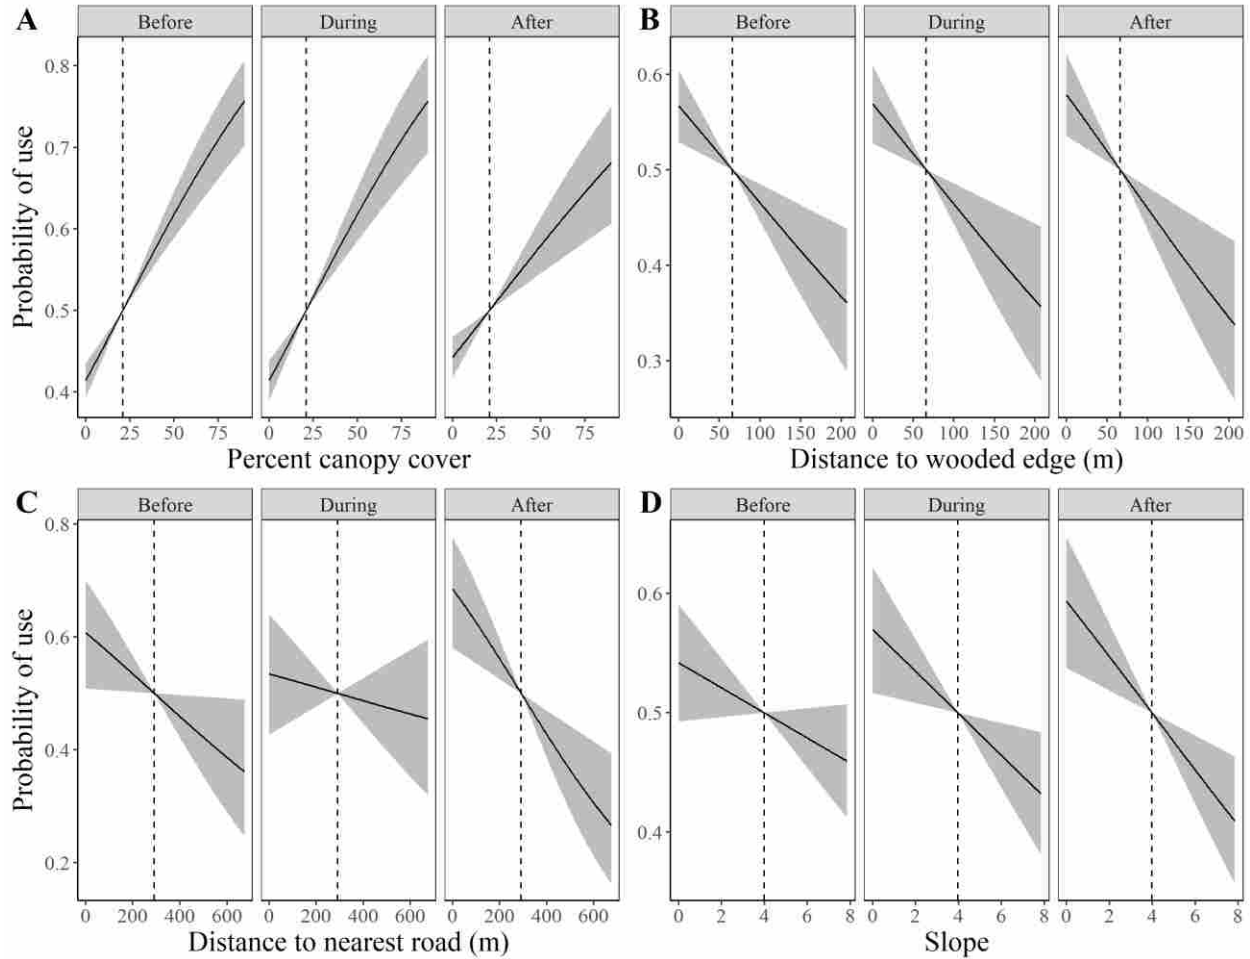 A Before During After
B Before During After
Probability of use
0.8
0.7
0.6
0.5
0.4
0 25 50 75 0 25 50 75 0 25 50 75
Percent canopy cover
0.6
0.5
0.4
0.3
0 50 100 150 200 0 50 100 150 200 0 50 100 150 200
Distance to wooded edge (m)
C Before During After
D Before During After
Probability of use
0.8
0.6
0.4
0.2
0 200 400 600 0 200 400 600 0 200 400 600
Distance to nearest road (m)
0.6
0.5
0.4
0 2 4 6 8 0 2 4 6 8 0 2 4 6 8
Slope